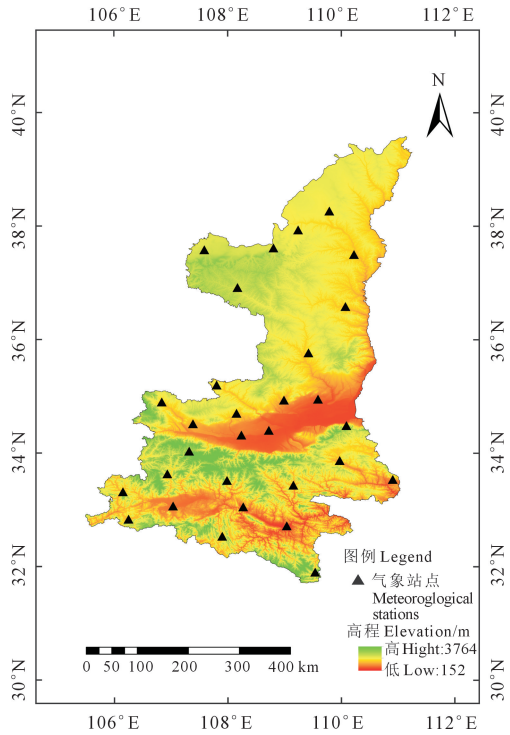 106°E 108°E 110°E 112°E
N
40°N 40°N
38°N 38°N
36°N 36°N
34°N 34°N
32°N 32°N
30°N 30°N
图例 Legend
气象站点
Meteoroglogical
stations
高程 Elevation/m
高 Hight:3764
低 Low:152
0 50 100 200 300 400 km
106°E 108°E 110°E 112°E